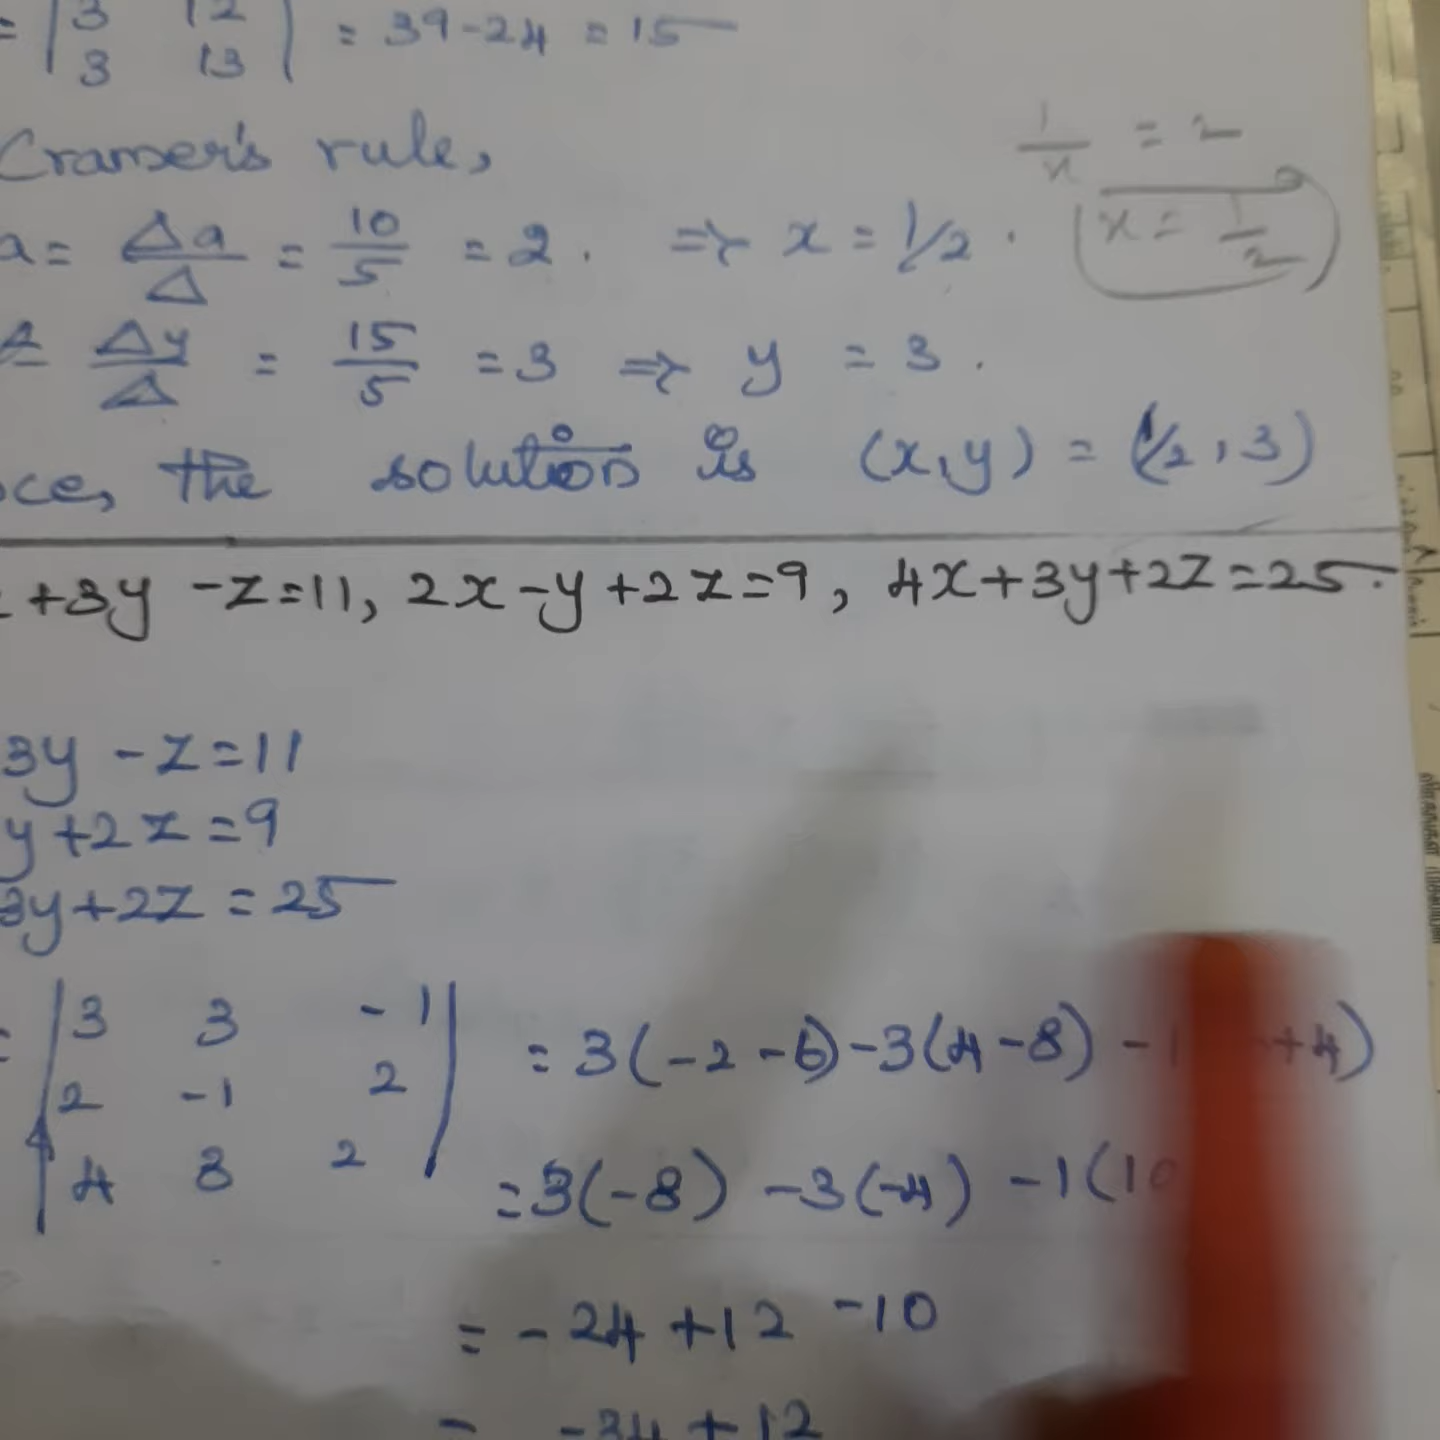 = | 3 12 | = 39-24 = 15
| 3 13 |
Cramer's rule,
1/x = 2
a = Δa/Δ = 10/5 = 2. ⇒ x = 1/2.
x = 1/2
= Δy/Δ = 15/5 = 3 ⇒ y = 3.
ce, the solution is (x,y) = (1/2, 3)
+3y -z=11, 2x-y+2z=9, 4x+3y+2z=25.
3y - z = 11
y+2z = 9
3y+2z = 25
= | 3 3 -1 | = 3(-2-6)-3(4-8) -1 +4)
| 2 -1 2 |
| 4 3 2 | = 3(-8) -3(-4) -1(10
= -24 +12 -10
= -34 + 12